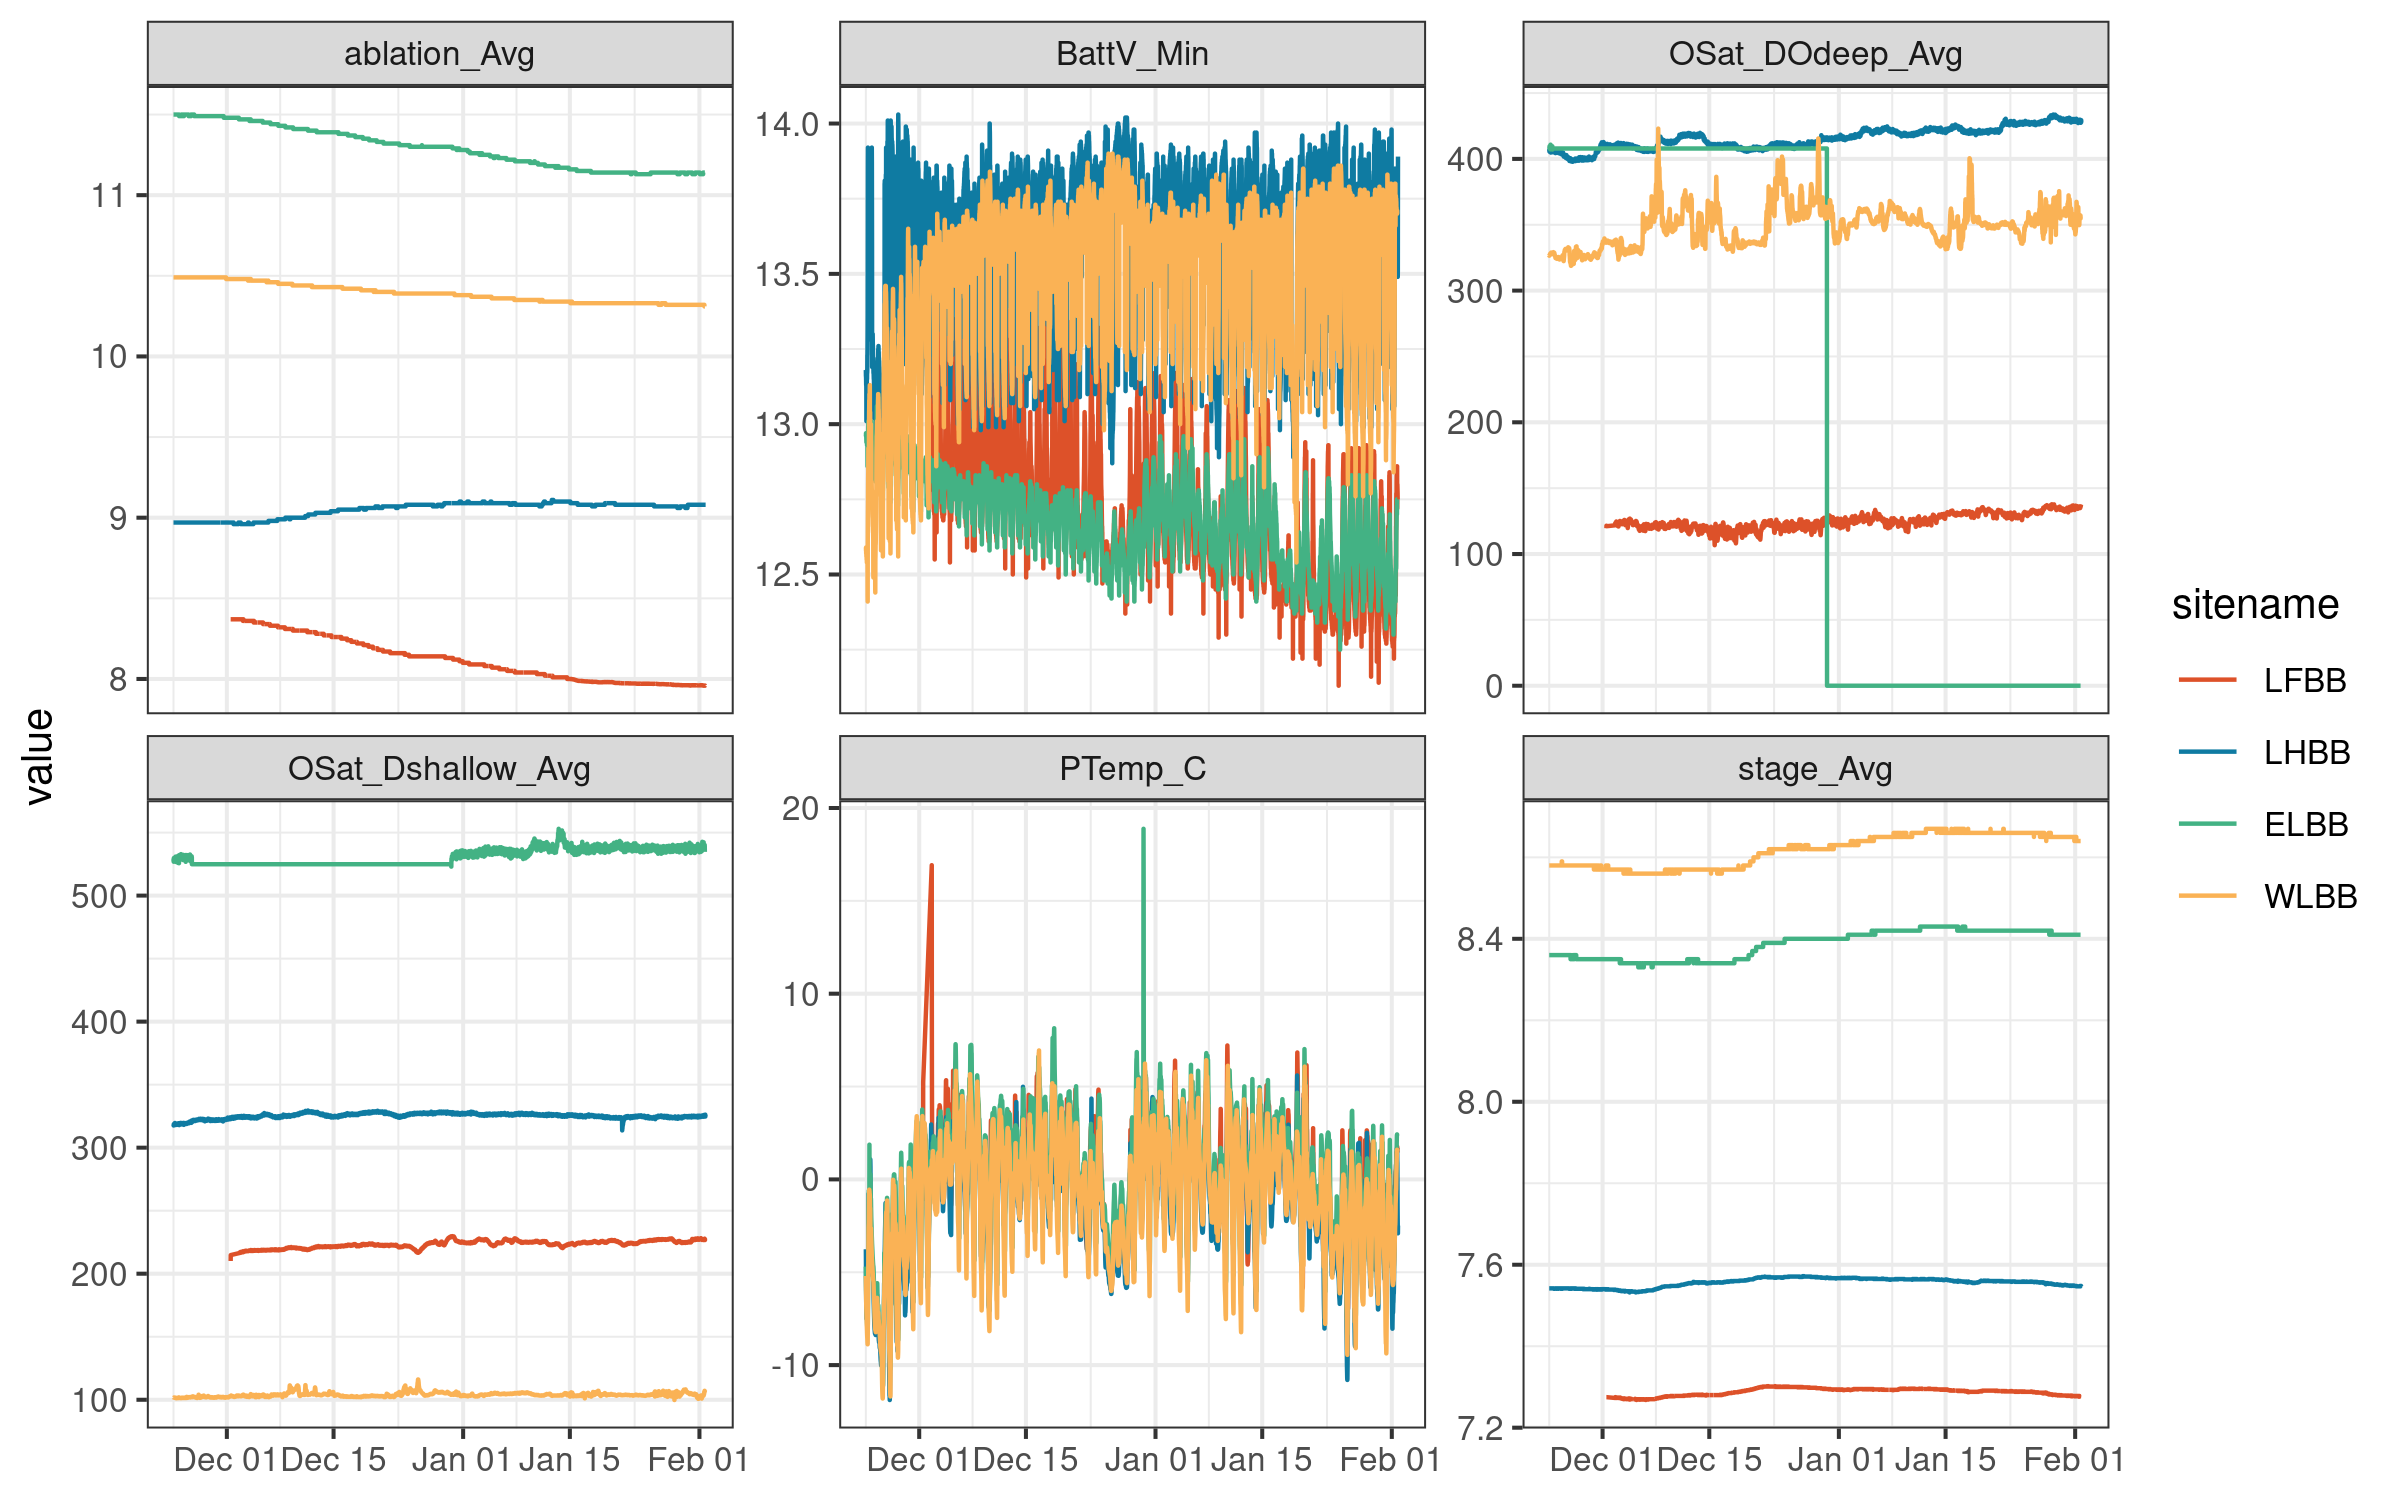 ablation_Avg
BattV_Min
OSat_DOdeep_Avg
11
10
9
8
14.0
13.5
13.0
12.5
400
300
200
100
0
OSat_Dshallow_Avg
PTemp_C
stage_Avg
500
400
300
200
100
20
10
0
-10
8.4
8.0
7.6
7.2
Dec 01 Dec 15 Jan 01 Jan 15 Feb 01
Dec 01 Dec 15 Jan 01 Jan 15 Feb 01
Dec 01 Dec 15 Jan 01 Jan 15 Feb 01
value
sitename
LFBB
LHBB
ELBB
WLBB